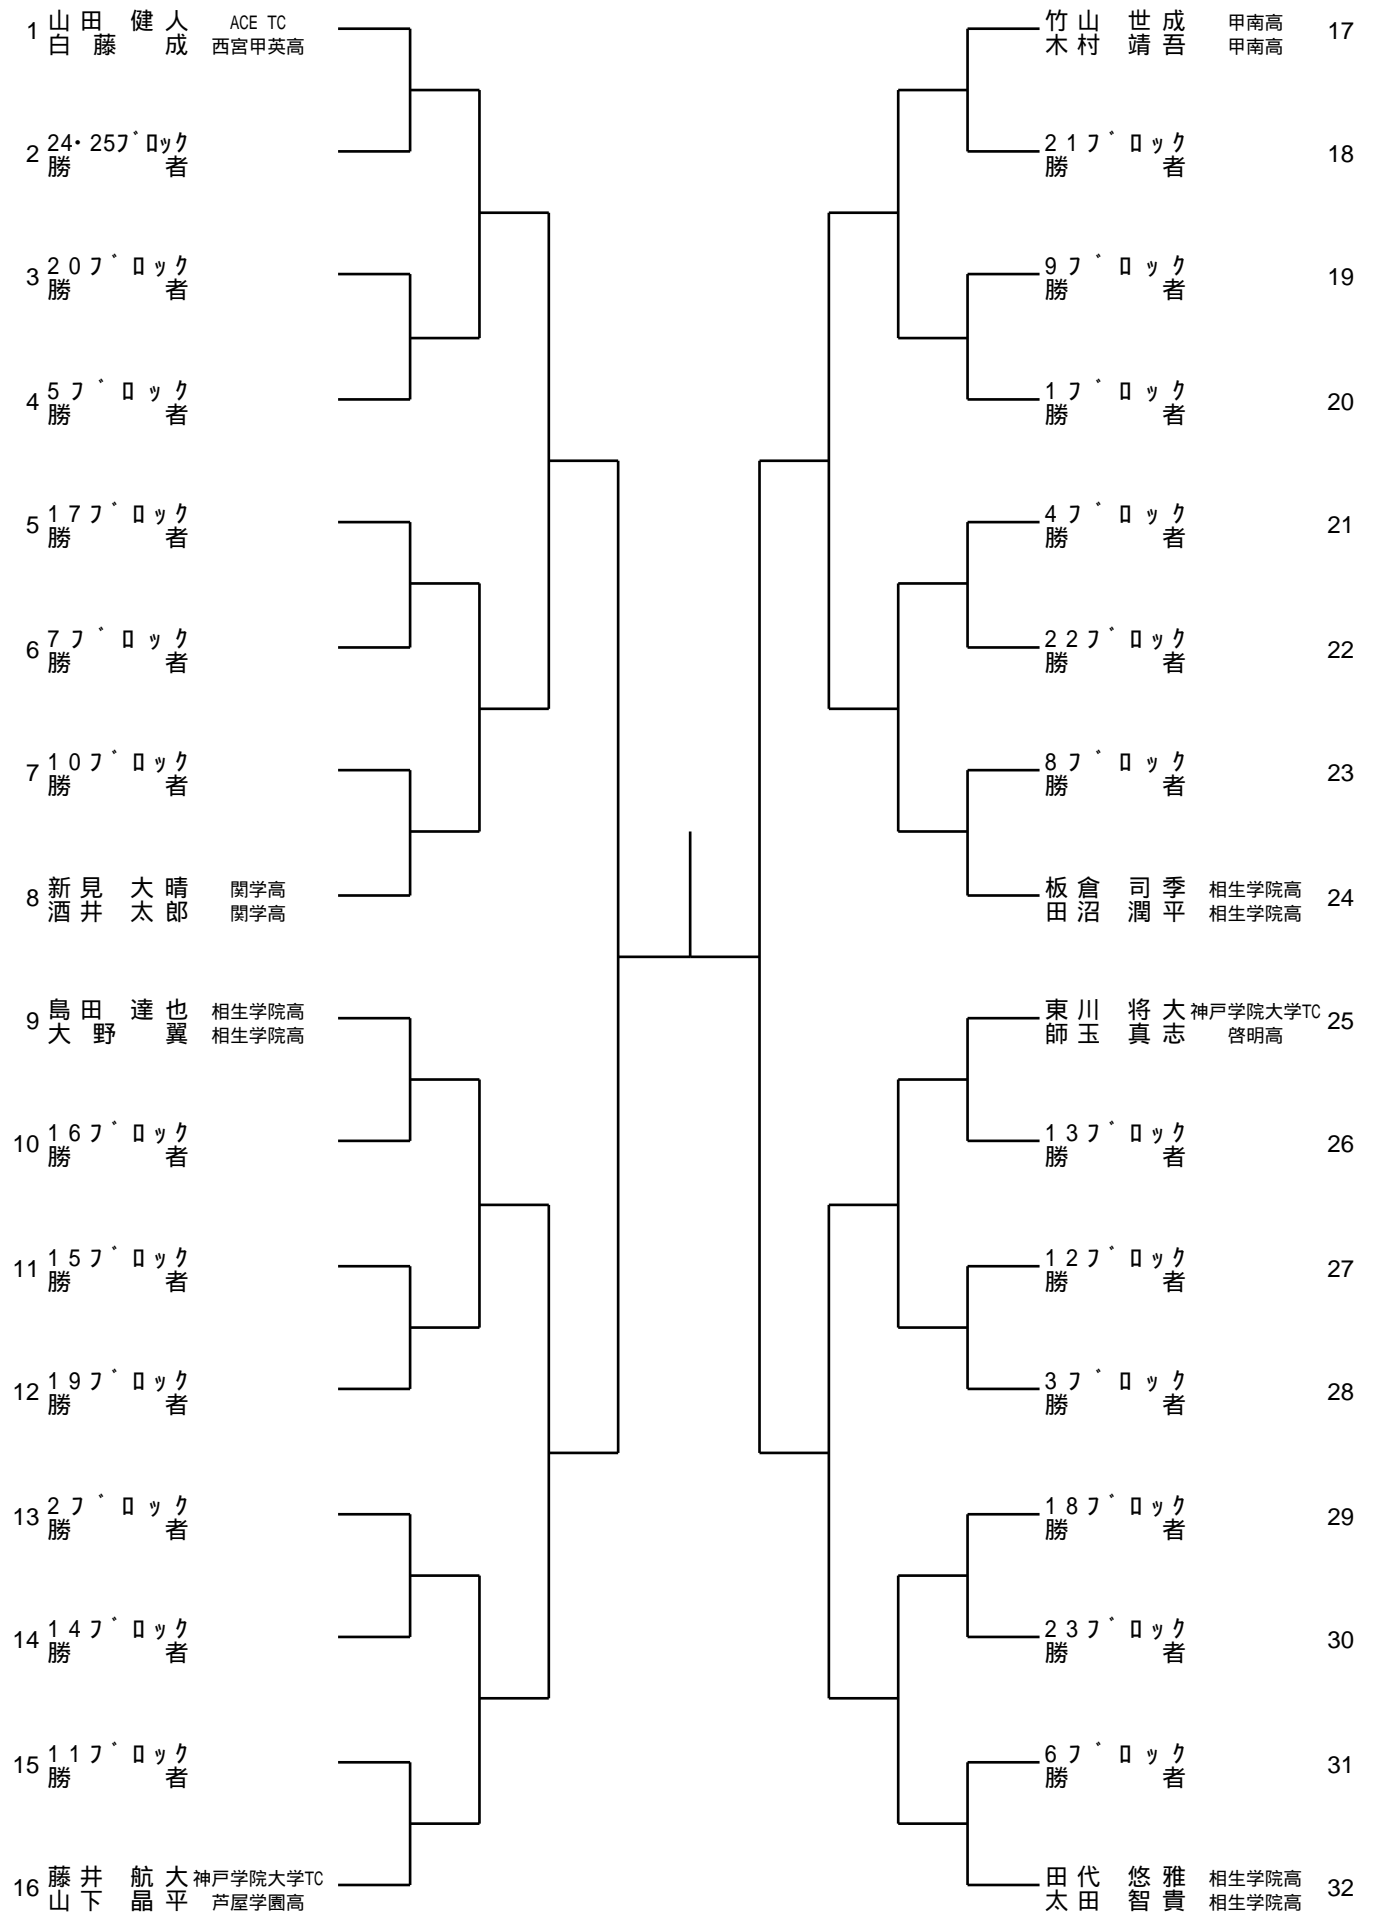 1 山田 健人 ACE TC
白藤 成 西宮甲英高
2 24・25ブロック
勝者
3 20ブロック
勝者
4 5ブロック
勝者
5 17ブロック
勝者
6 7ブロック
勝者
7 10ブロック
勝者
8 新見 大晴 関学高
酒井 太郎 関学高
9 島田 達也 相生学院高
大野 翼 相生学院高
10 16ブロック
勝者
11 15ブロック
勝者
12 19ブロック
勝者
13 2ブロック
勝者
14 14ブロック
勝者
15 11ブロック
勝者
16 藤井 航大 神戸学院大学TC
山下 晶平 芦屋学園高
竹山 世成 甲南高 17
木村 靖吾 甲南高
21ブロック 18
勝者
9ブロック 19
勝者
1ブロック 20
勝者
4ブロック 21
勝者
22ブロック 22
勝者
8ブロック 23
勝者
板倉 司季 相生学院高 24
田沼 潤平 相生学院高
東川 将大 神戸学院大学TC 25
師玉 真志 啓明高
13ブロック 26
勝者
12ブロック 27
勝者
3ブロック 28
勝者
18ブロック 29
勝者
23ブロック 30
勝者
6ブロック 31
勝者
田代 悠雅 相生学院高 32
太田 智貴 相生学院高